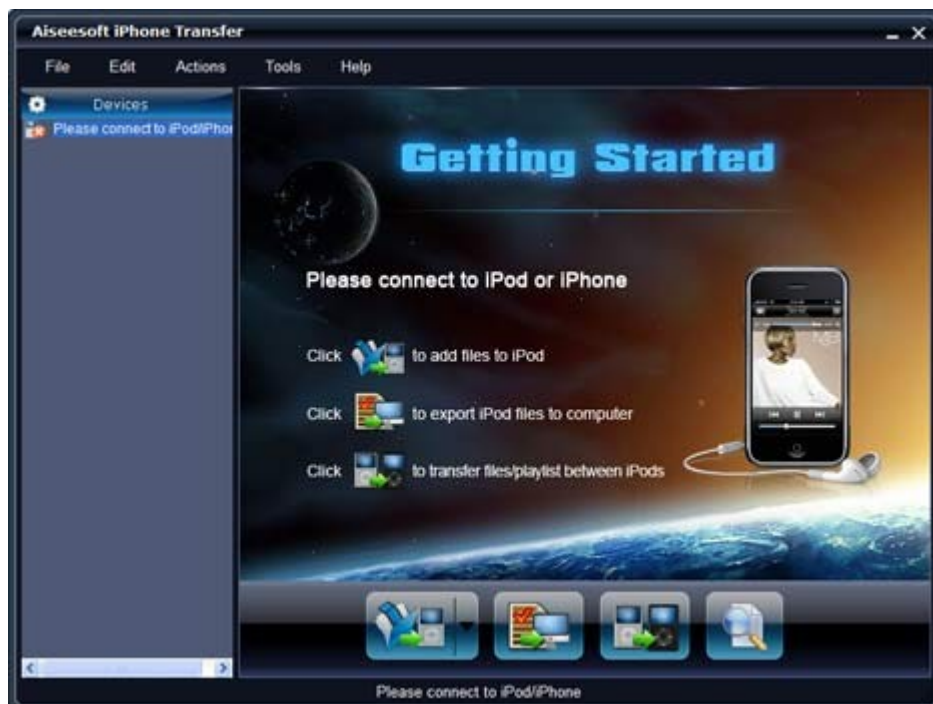 Aiseesoft iPhone Transfer
File Edit Actions Tools Help
Devices
Please connect to iPod/iPhon
Getting Started
Please connect to iPod or iPhone
Click to add files to iPod
Click to export iPod files to computer
Click to transfer files/playlist between iPods
Please connect to iPod/iPhone